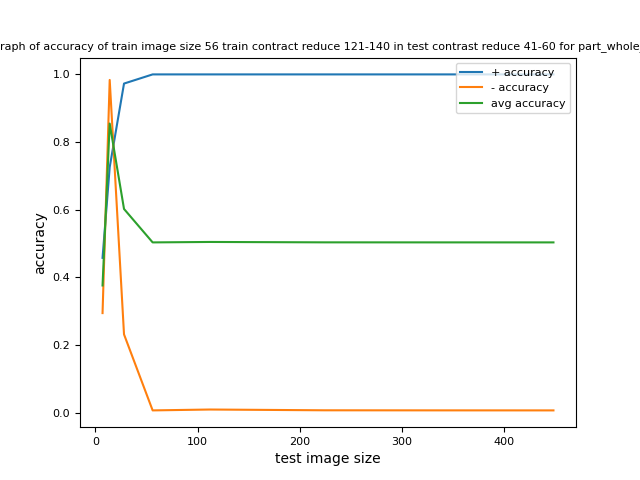 raph of accuracy of train image size 56 train contract reduce 121-140 in test contrast reduce 41-60 for part_whole_
1.0
0.8
0.6
0.4
0.2
0.0
accuracy
+ accuracy
- accuracy
avg accuracy
0 100 200 300 400
test image size